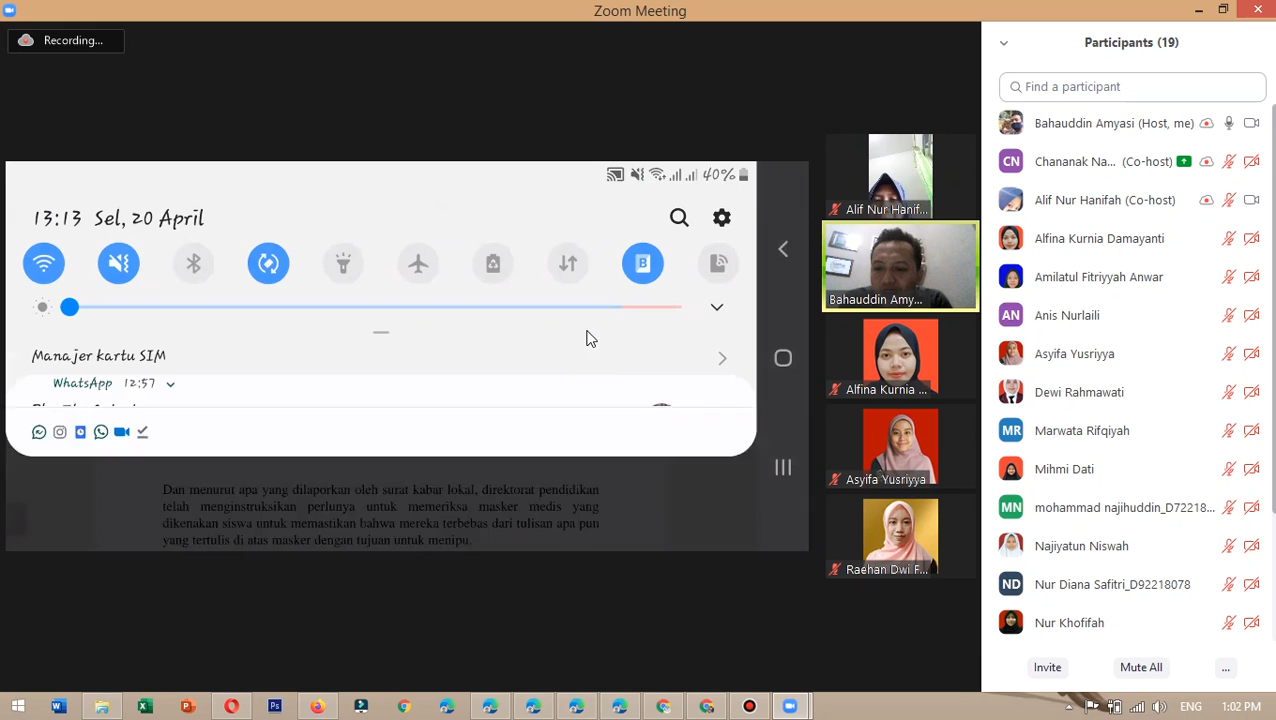 Zoom Meeting
Recording...
13:13 Sel, 20 April
40%
Manajer kartu SIM
WhatsApp 12:57
Dan menurut apa yang dilaporkan oleh surat kabar lokal, direktorat pendidikan
telah menginstruksikan perlunya untuk memeriksa masker medis yang
dikenakan siswa untuk memastikan bahwa mereka terbebas dari tulisan apa pun
yang tertulis di atas masker dengan tujuan untuk menipu.
Alif Nur Hanif...
Bahauddin Amy...
Alfina Kurnia ...
Asyifa Yusriyya
Raehan Dwi F...
Participants (19)
Find a participant
Bahauddin Amyasi (Host, me)
CN Chananak Na... (Co-host)
Alif Nur Hanifah (Co-host)
Alfina Kurnia Damayanti
Amilatul Fitriyyah Anwar
AN Anis Nurlaili
Asyifa Yusriyya
Dewi Rahmawati
MR Marwata Rifqiyah
Mihmi Dati
MN mohammad najihuddin_D72218...
Najiyatun Niswah
ND Nur Diana Safitri_D92218078
Nur Khofifah
Invite
Mute All
...
ENG
1:02 PM